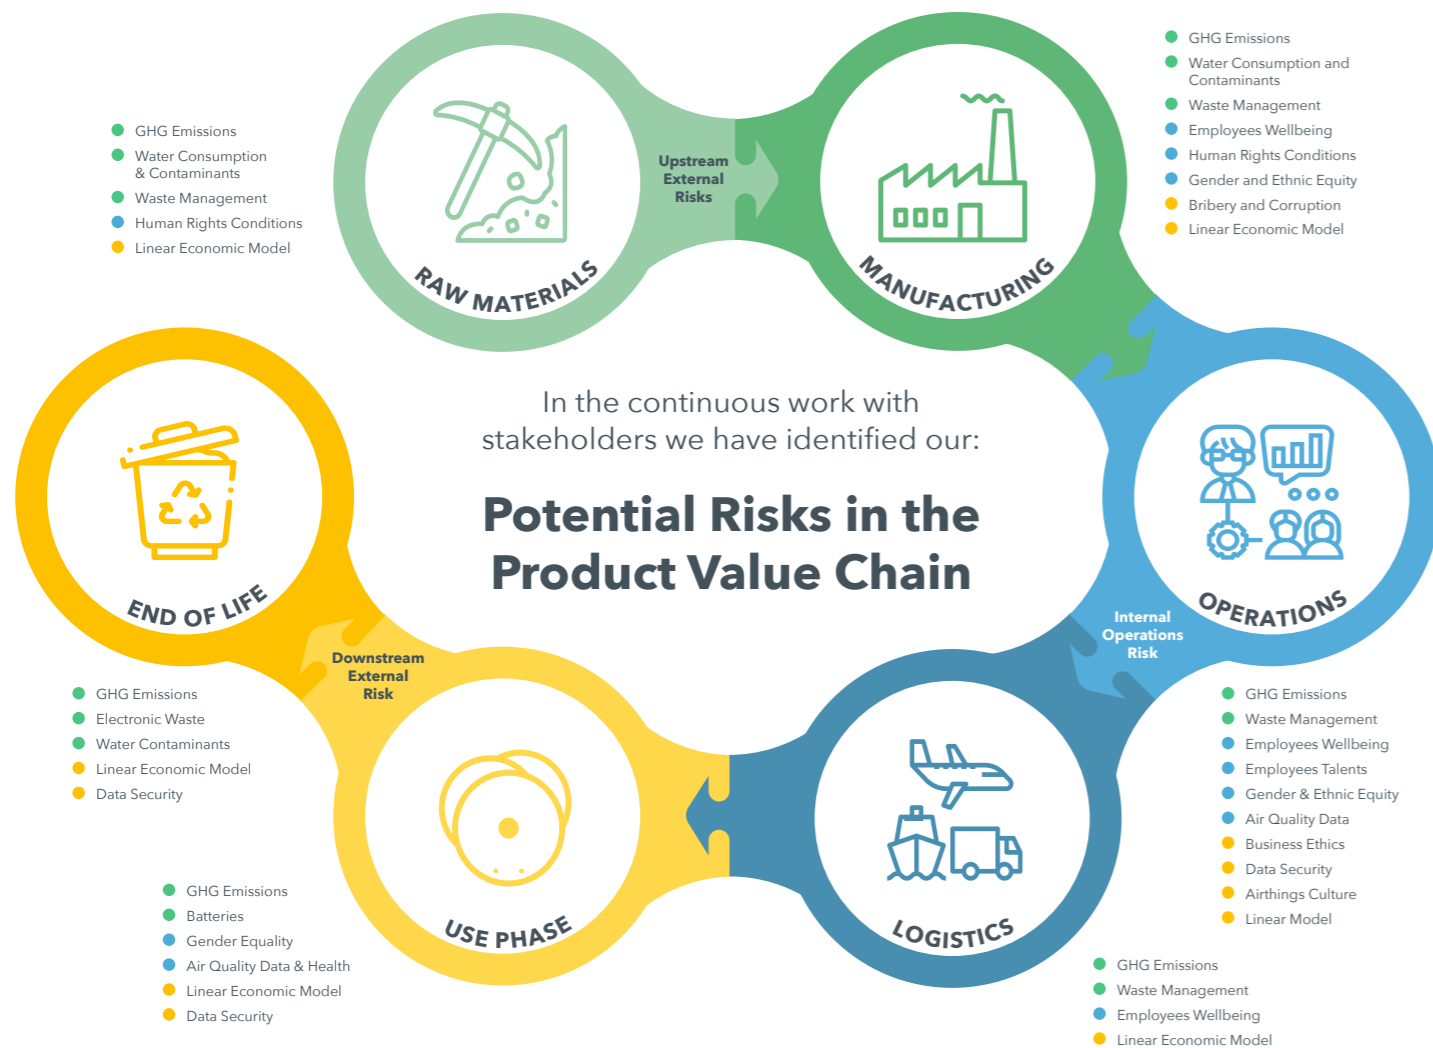 GHG Emissions
Water Consumption
& Contaminants
Waste Management
Human Rights Conditions
Linear Economic Model
RAW MATERIALS
Upstream
External
Risks
MANUFACTURING
GHG Emissions
Water Consumption and
Contaminants
Waste Management
Employees Wellbeing
Human Rights Conditions
Gender and Ethnic Equity
Bribery and Corruption
Linear Economic Model
In the continuous work with
stakeholders we have identified our:
Potential Risks in the
Product Value Chain
OPERATIONS
Internal
Operations
Risk
GHG Emissions
Waste Management
Employees Wellbeing
Employees Talents
Gender & Ethnic Equity
Air Quality Data
Business Ethics
Data Security
Airthings Culture
Linear Model
LOGISTICS
GHG Emissions
Waste Management
Employees Wellbeing
Linear Economic Model
USE PHASE
GHG Emissions
Batteries
Gender Equality
Air Quality Data & Health
Linear Economic Model
Data Security
Downstream
External
Risk
END OF LIFE
GHG Emissions
Electronic Waste
Water Contaminants
Linear Economic Model
Data Security